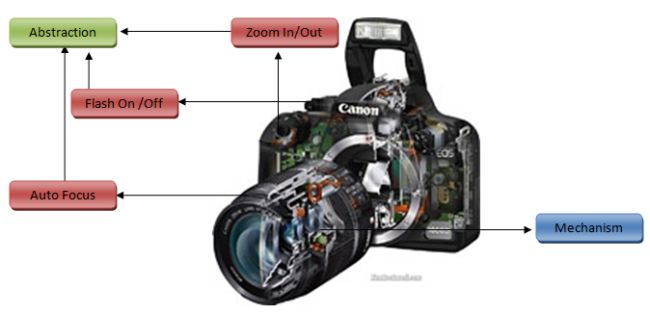 Abstraction
Zoom In/Out
Flash On /Off
Canon
EOS
Auto Focus
Mechanism